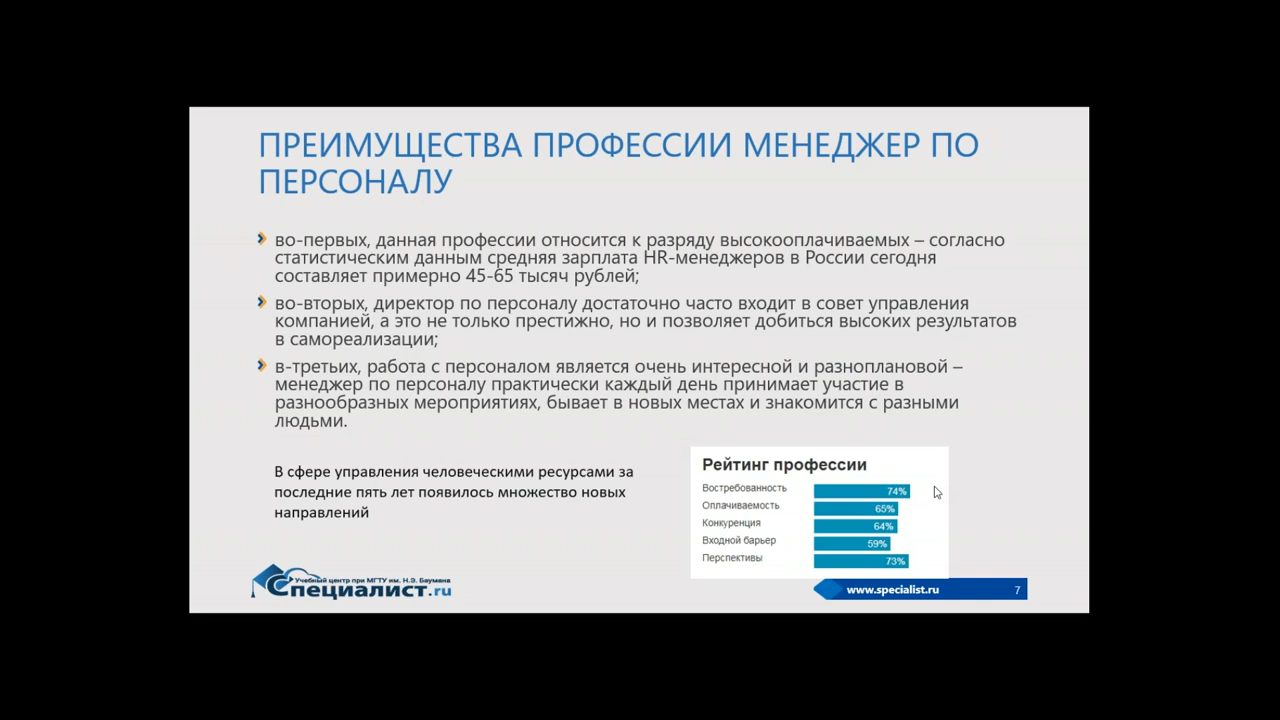 ПРЕИМУЩЕСТВА ПРОФЕССИИ МЕНЕДЖЕР ПО
ПЕРСОНАЛУ
во-первых, данная профессии относится к разряду высокооплачиваемых – согласно
статистическим данным средняя зарплата HR-менеджеров в России сегодня
составляет примерно 45-65 тысяч рублей;
во-вторых, директор по персоналу достаточно часто входит в совет управления
компанией, а это не только престижно, но и позволяет добиться высоких результатов
в самореализации;
в-третьих, работа с персоналом является очень интересной и разноплановой –
менеджер по персоналу практически каждый день принимает участие в
разнообразных мероприятиях, бывает в новых местах и знакомится с разными
людьми.
В сфере управления человеческими ресурсами за
последние пять лет появилось множество новых
направлений
Рейтинг профессии
Востребованность 74%
Оплачиваемость 65%
Конкуренция 64%
Входной барьер 59%
Перспективы 73%
Учебный центр при МГТУ им. Н.Э. Баумана
Специалист.ru
www.specialist.ru 7